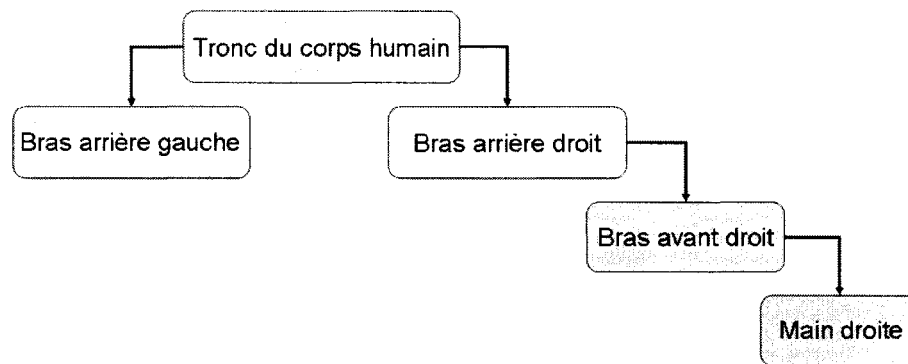 Tronc du corps humain
Bras arrière gauche
Bras arrière droit
Bras avant droit
Main droite